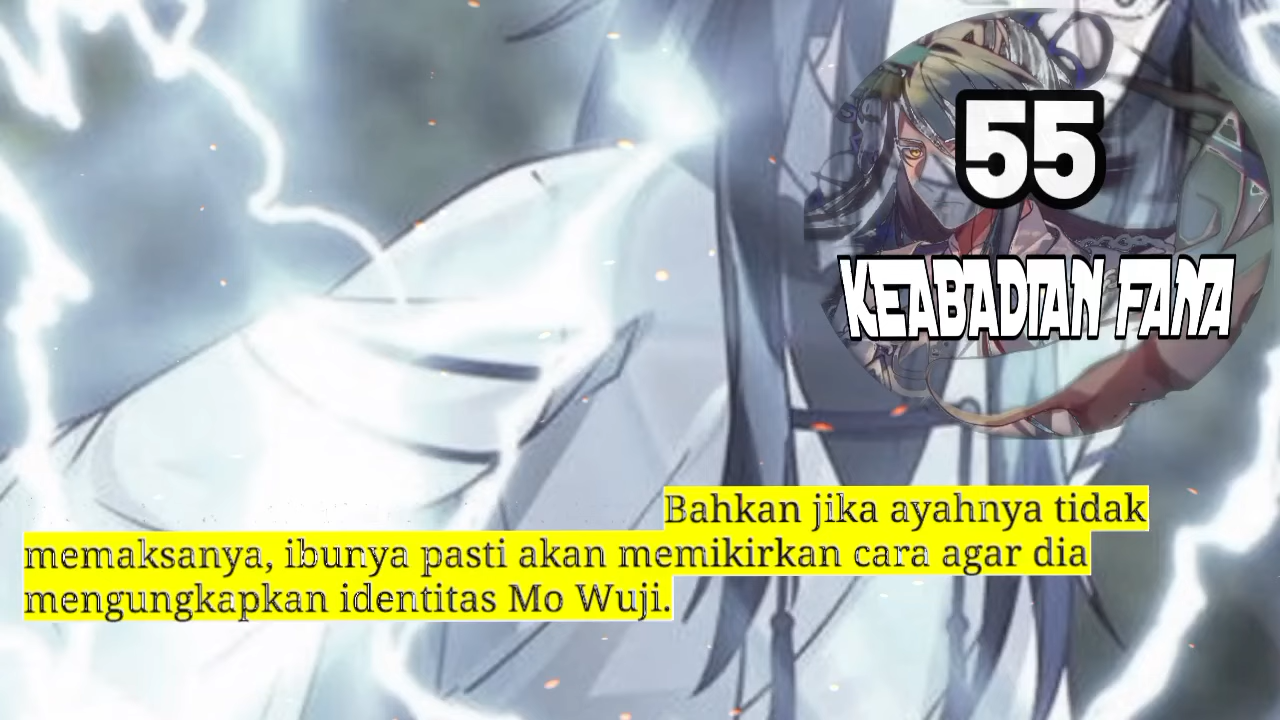 55
KEABADIAN FANA
Bahkan jika ayahnya tidak
memaksanya, ibunya pasti akan memikirkan cara agar dia
mengungkapkan identitas Mo Wuji.